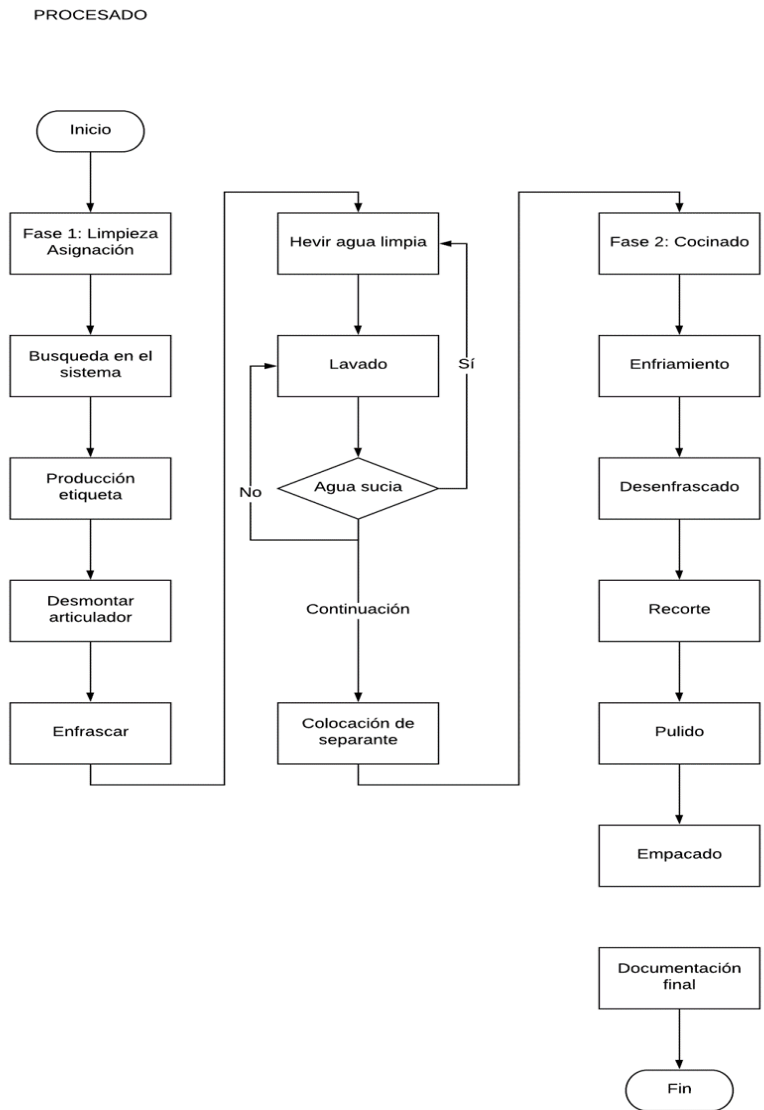 PROCESADO
Inicio
Fase 1: Limpieza
Asignación
Busqueda en el
sistema
Producción
etiqueta
Desmontar
articulador
Enfrascar
Hevir agua limpia
Lavado
Sí
Agua sucia
No
Continuación
Colocación de
separante
Fase 2: Cocinado
Enfriamiento
Desenfrascado
Recorte
Pulido
Empacado
Documentación
final
Fin